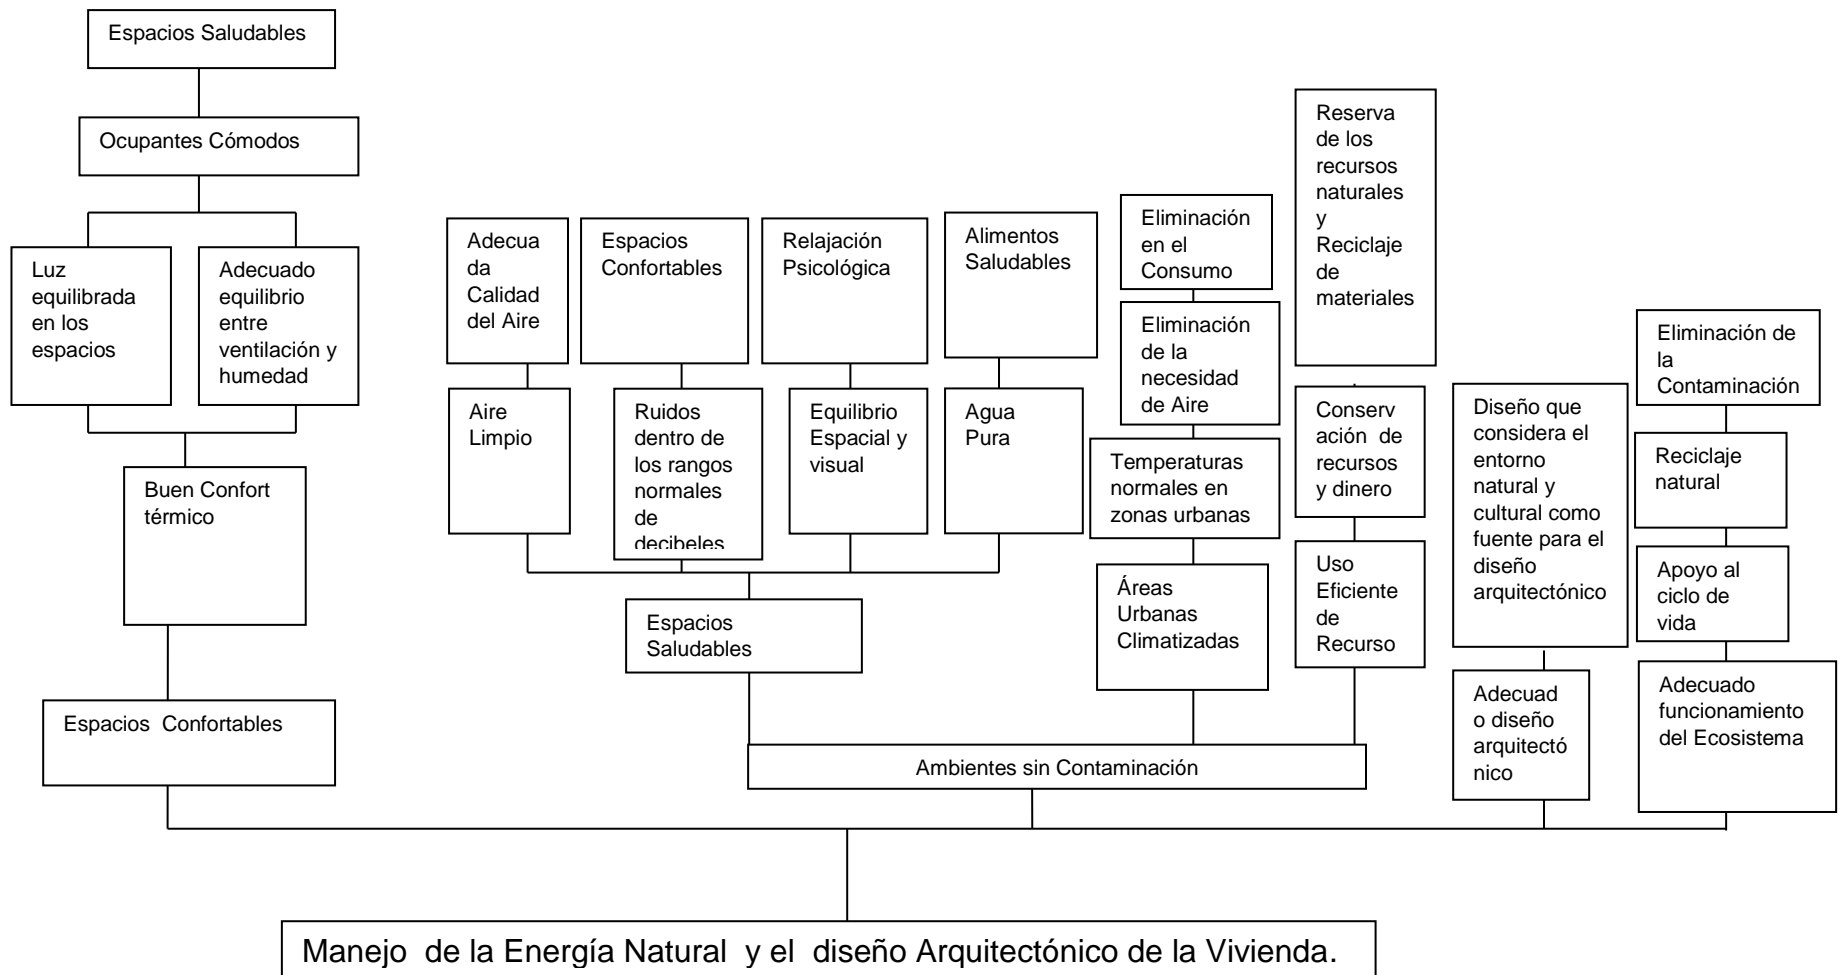 Espacios Saludables
Ocupantes Cómodos
Luz
equilibrada
en los
espacios
Adecuado
equilibrio
entre
ventilación y
humedad
Buen Confort
térmico
Espacios Confortables
Adecua
da
Calidad
del Aire
Espacios
Confortables
Relajación
Psicológica
Alimentos
Saludables
Aire
Limpio
Ruidos
dentro de
los rangos
normales
de
decibeles
Equilibrio
Espacial y
visual
Agua
Pura
Espacios
Saludables
Eliminación
en el
Consumo
Eliminación
de la
necesidad
de Aire
Temperaturas
normales en
zonas urbanas
Áreas
Urbanas
Climatizadas
Reserva
de los
recursos
naturales
y
Reciclaje
de
materiales
Conserv
ación de
recursos
y dinero
Uso
Eficiente
de
Recurso
Ambientes sin Contaminación
Diseño que
considera el
entorno
natural y
cultural como
fuente para el
diseño
arquitectónico
Adecuad
o diseño
arquitectó
nico
Eliminación de
la
Contaminación
Reciclaje
natural
Apoyo al
ciclo de
vida
Adecuado
funcionamiento
del Ecosistema
Manejo de la Energía Natural y el diseño Arquitectónico de la Vivienda.